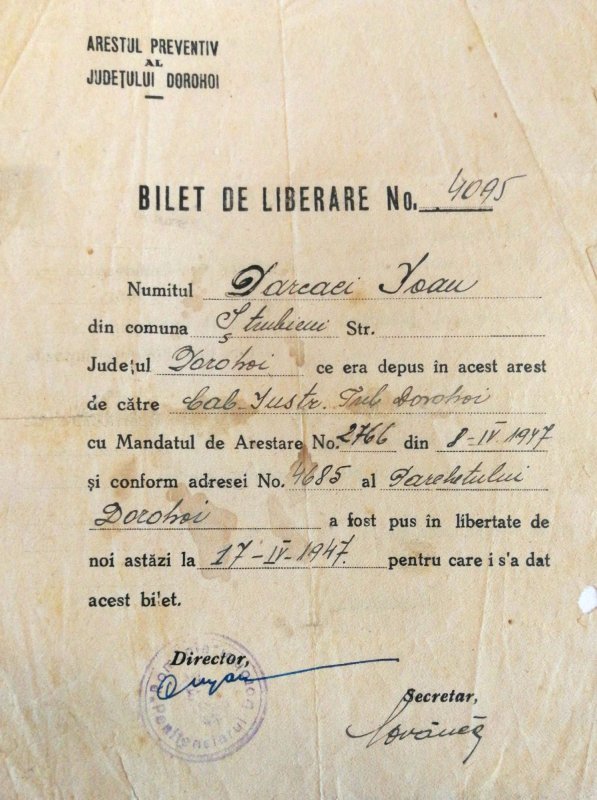 ARESTUL PREVENTIV
AL
JUDEȚULUI DOROHOI
BILET DE LIBERARE No. 4095
Numitul Darcaci Ioan
din comuna Știubieni Str.
Județul Dorohoi ce era depus în acest arest
de către Cab. Instr. Trib Dorohoi
cu Mandatul de Arestare No. 2766 din 8-IV 1947
și conform adresei No. 4685 al Parchetului
Dorohoi a fost pus în libertate de
noi astăzi la 17-IV-1947. pentru care i s'a dat
acest bilet.
Director,
Penitenciarul
Secretar,